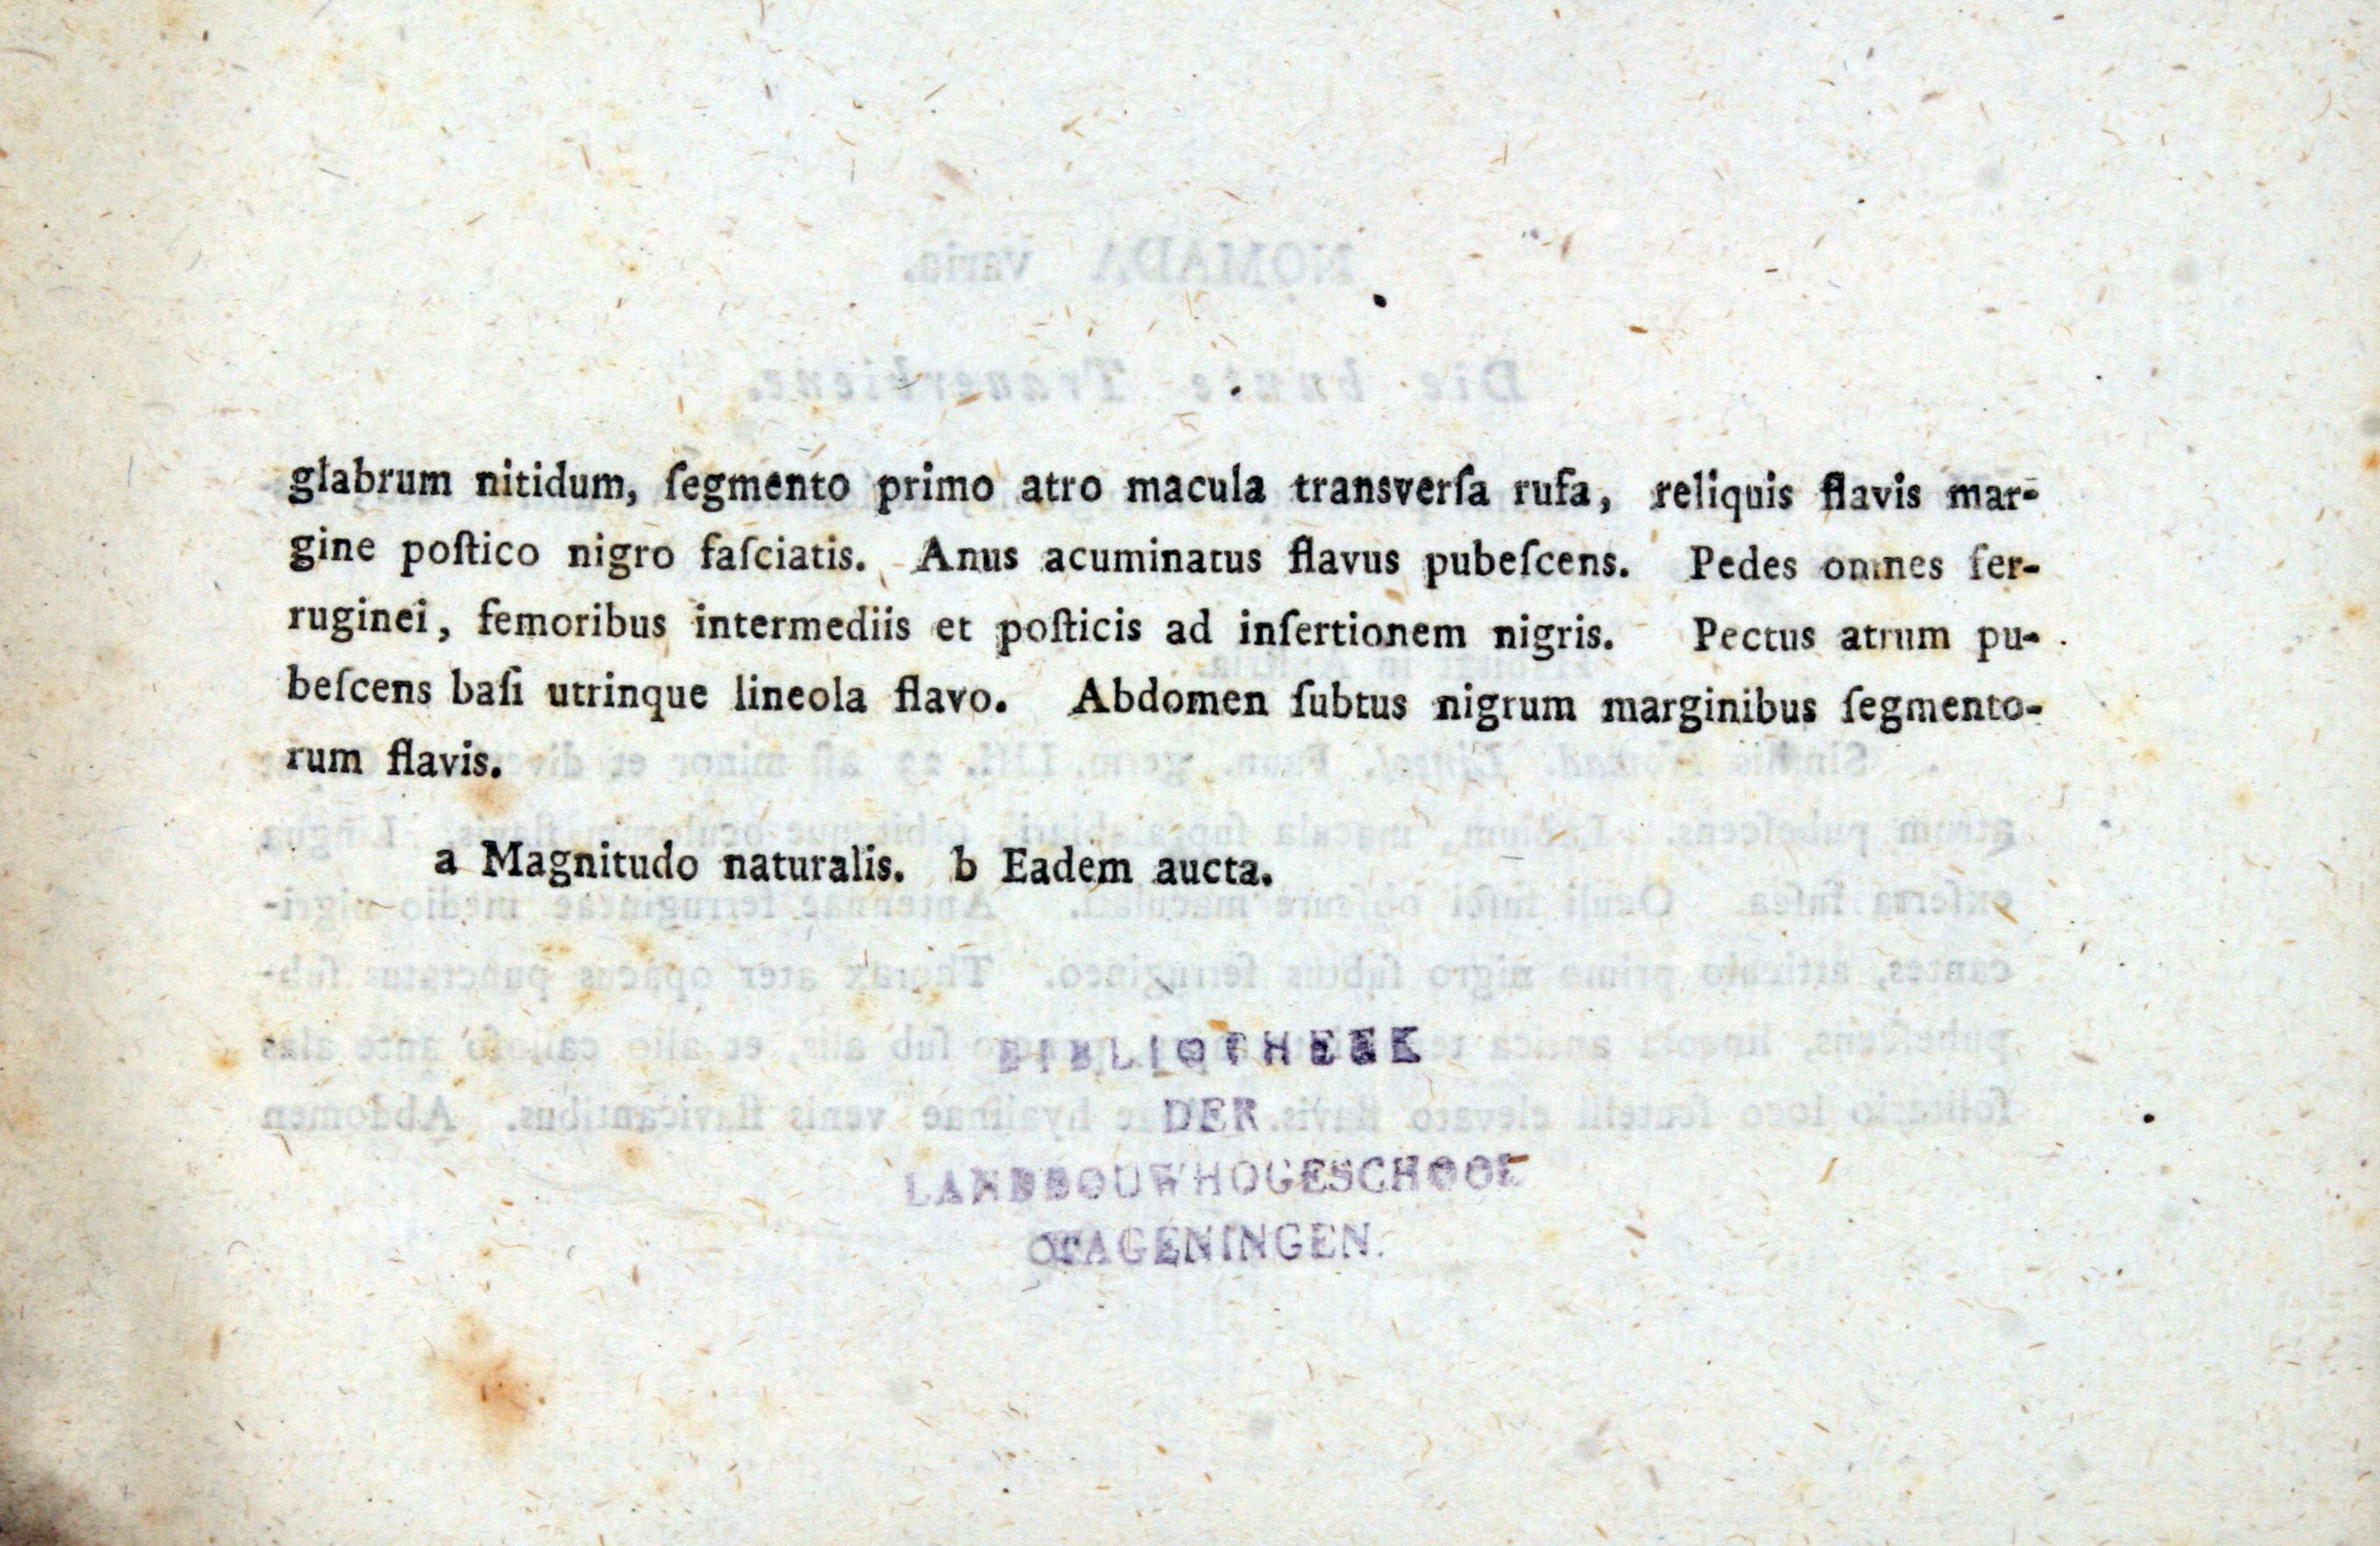 glabrum nitidum, ſegmento primo atro macula transverſa rufa, reliquis flavis mar-
gine poſtico nigro faſciatis. Anus acuminatus flavus pubeſcens. Pedes omnes fer-
ruginei, femoribus intermediis et poſticis ad inſertionem nigris. Pectus atrum pu-
beſcens baſi utrinque lineola flavo. Abdomen ſubtus nigrum marginibus ſegmento-
rum flavis.
a Magnitudo naturalis. b Eadem aucta.
BIBLIOTHEEK
DER
LANDBOUWHOGESCHOOL
WAGENINGEN.